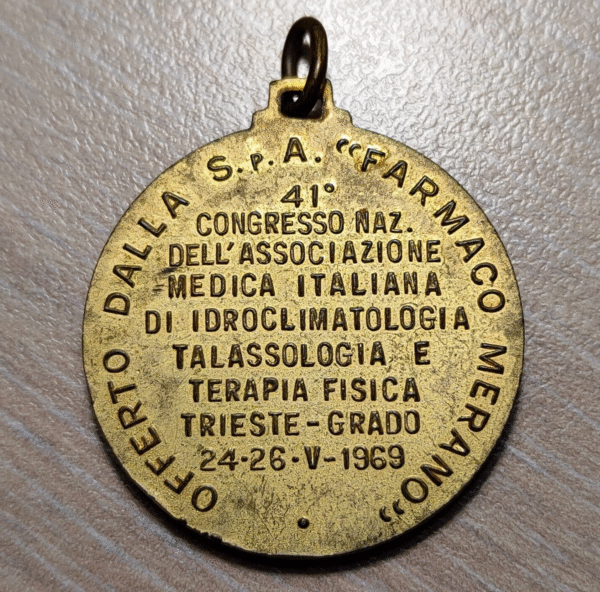 OFFERTO DALLA S.P.A. “FARMACO MERANO„
41°
CONGRESSO NAZ.
DELL'ASSOCIAZIONE
MEDICA ITALIANA
DI IDROCLIMATOLOGIA
TALASSOLOGIA E
TERAPIA FISICA
TRIESTE-GRADO
24·26·V-1969